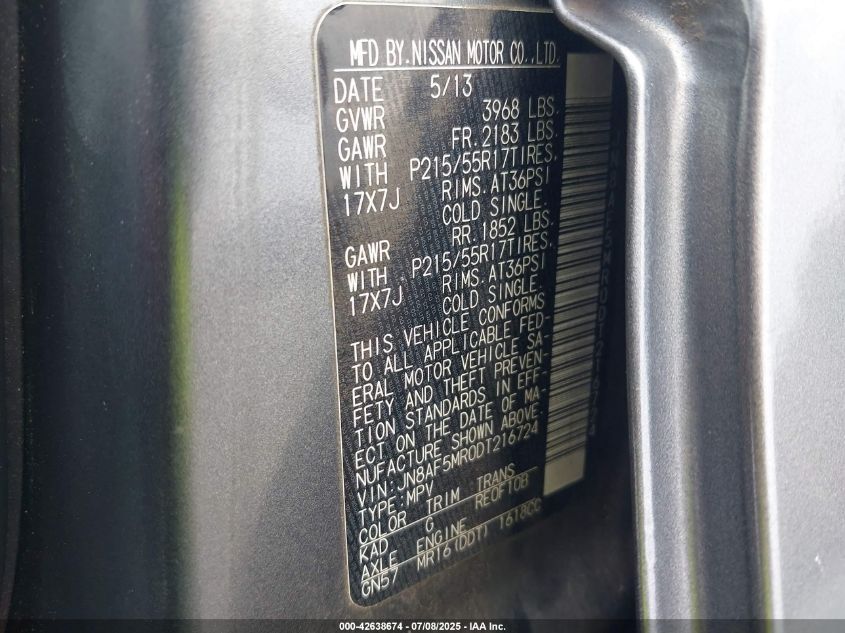 MFD BY.NISSAN MOTOR CO.,LTD.
DATE 5/13
GVWR 3968 LBS.
GAWR FR.2183 LBS.
WITH P215/55R17TIRES.
17X7J RIMS.AT36PSI
COLD SINGLE.
GAWR RR.1852 LBS.
WITH P215/55R17TIRES.
17X7J RIMS.AT36PSI
COLD SINGLE.
THIS VEHICLE CONFORMS
TO ALL APPLICABLE FED-
ERAL MOTOR VEHICLE SA-
FETY AND THEFT PREVEN-
TION STANDARDS IN EFF-
ECT ON THE DATE OF MA-
NUFACTURE SHOWN ABOVE.
VIN:JN8AF5MR0DT216724
TYPE:MPV
COLOR TRIM TRANS
KAD G RE0F10B
AXLE ENGINE
GN57 MR16(DDT) 1618CC
000-42638674 - 07/08/2025 - IAA Inc.